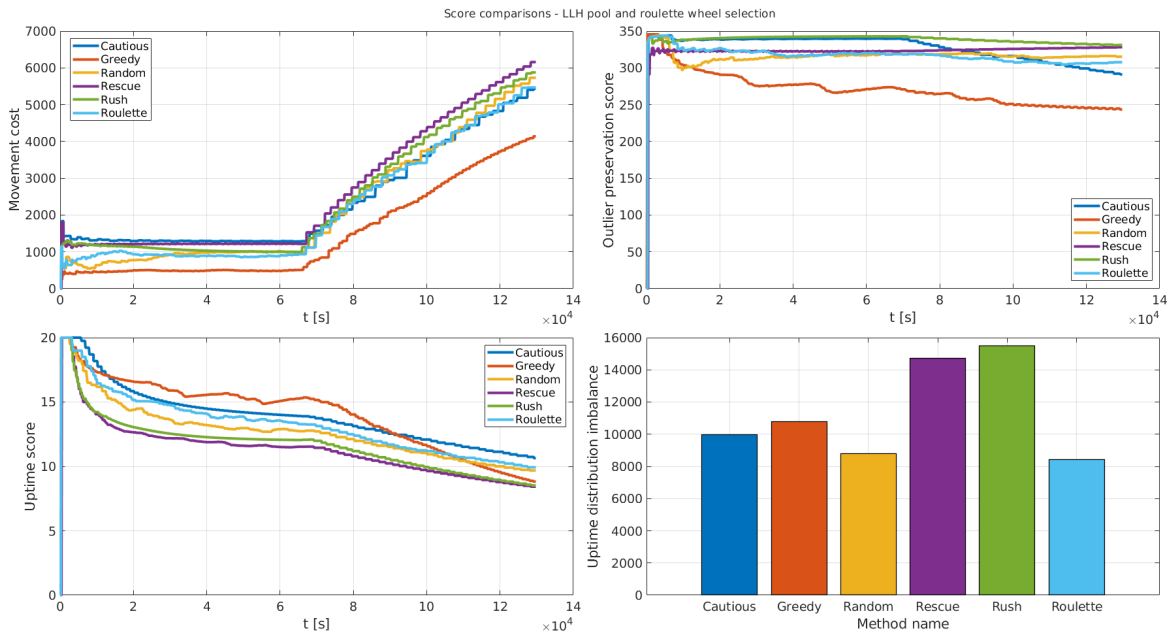 Score comparisons - LLH pool and roulette wheel selection
7000
6000
5000
4000
3000
2000
1000
0
Movement cost
Cautious
Greedy
Random
Rescue
Rush
Roulette
0 2 4 6 8 10 12 14
t [s]
×10⁴
350
300
250
200
150
100
50
0
Outlier preservation score
Cautious
Greedy
Random
Rescue
Rush
Roulette
0 2 4 6 8 10 12 14
t [s]
×10⁴
20
15
10
5
0
Uptime score
Cautious
Greedy
Random
Rescue
Rush
Roulette
0 2 4 6 8 10 12 14
t [s]
×10⁴
16000
14000
12000
10000
8000
6000
4000
2000
0
Uptime distribution imbalance
Cautious Greedy Random Rescue Rush Roulette
Method name